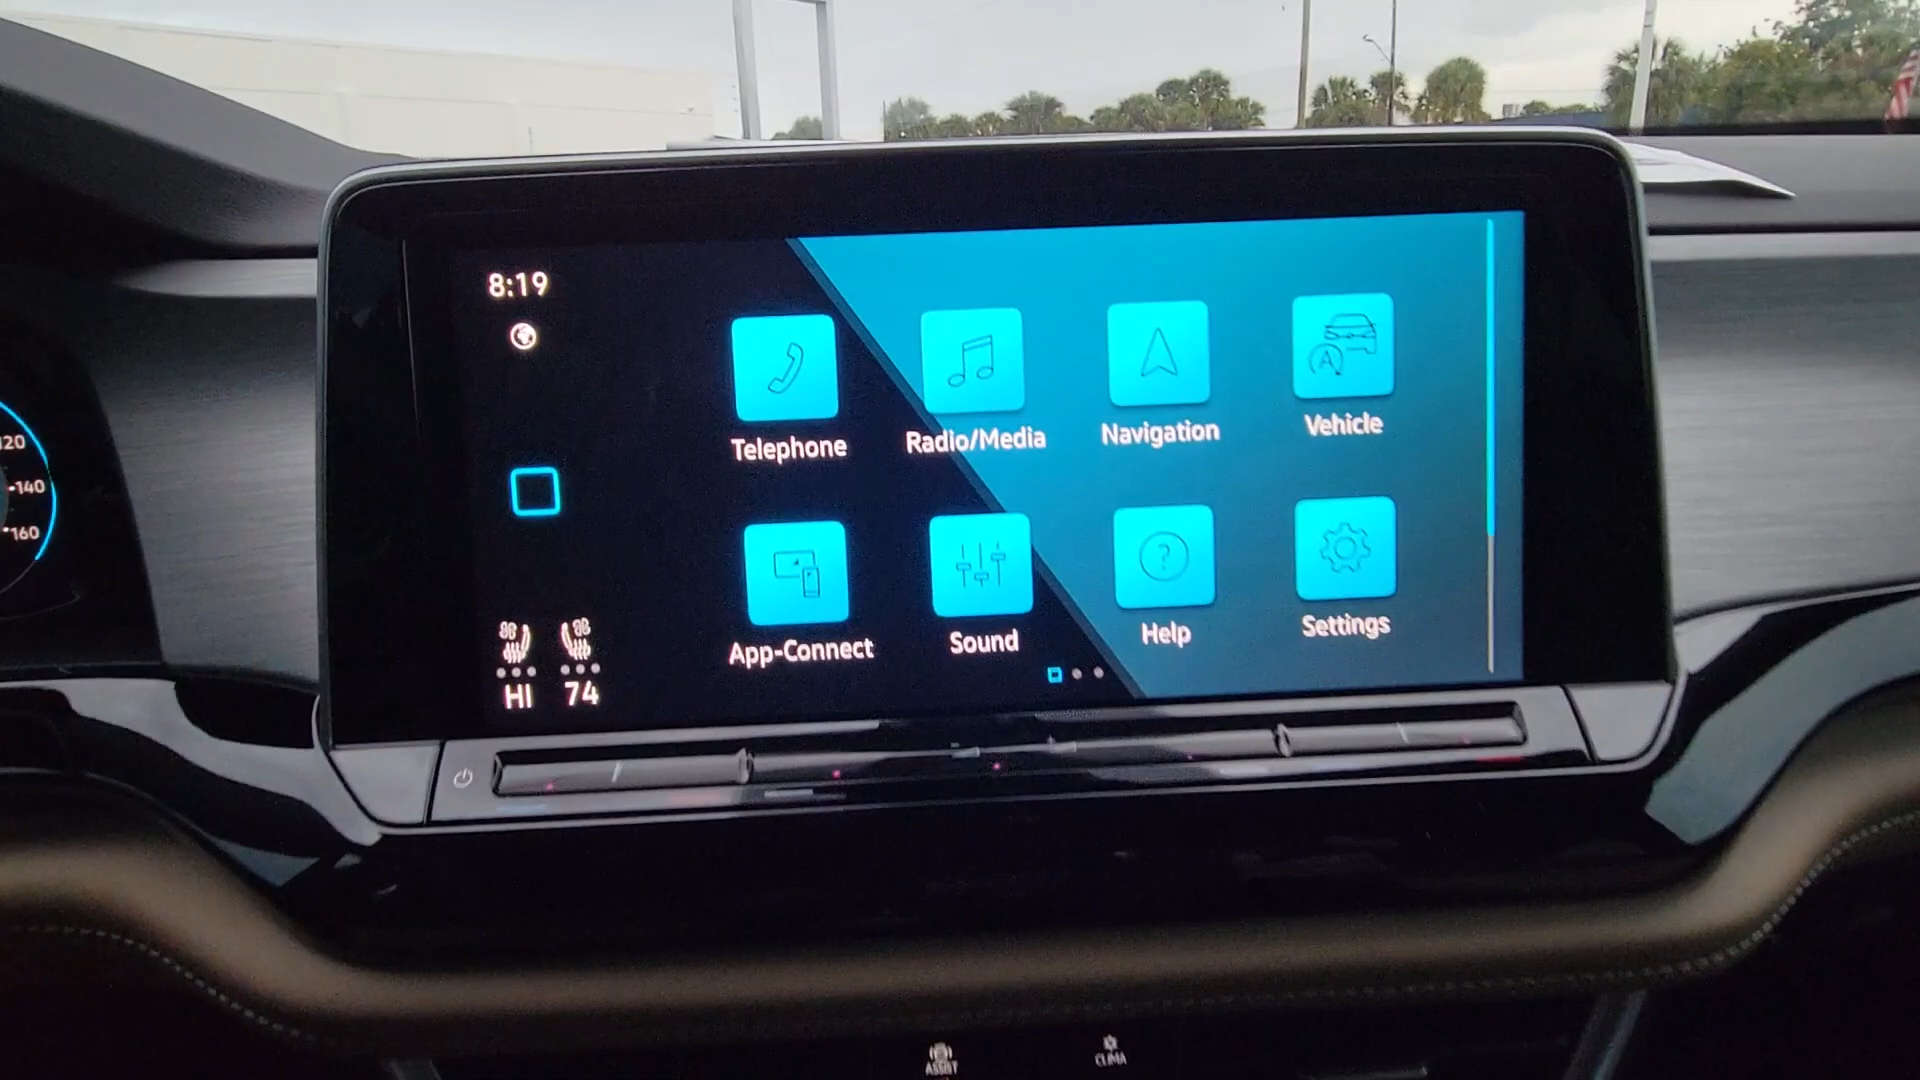 8:19
Telephone
Radio/Media
Navigation
Vehicle
A
App-Connect
Sound
?
Help
Settings
HI
74
120
140
160
ASSIST
CLIMA